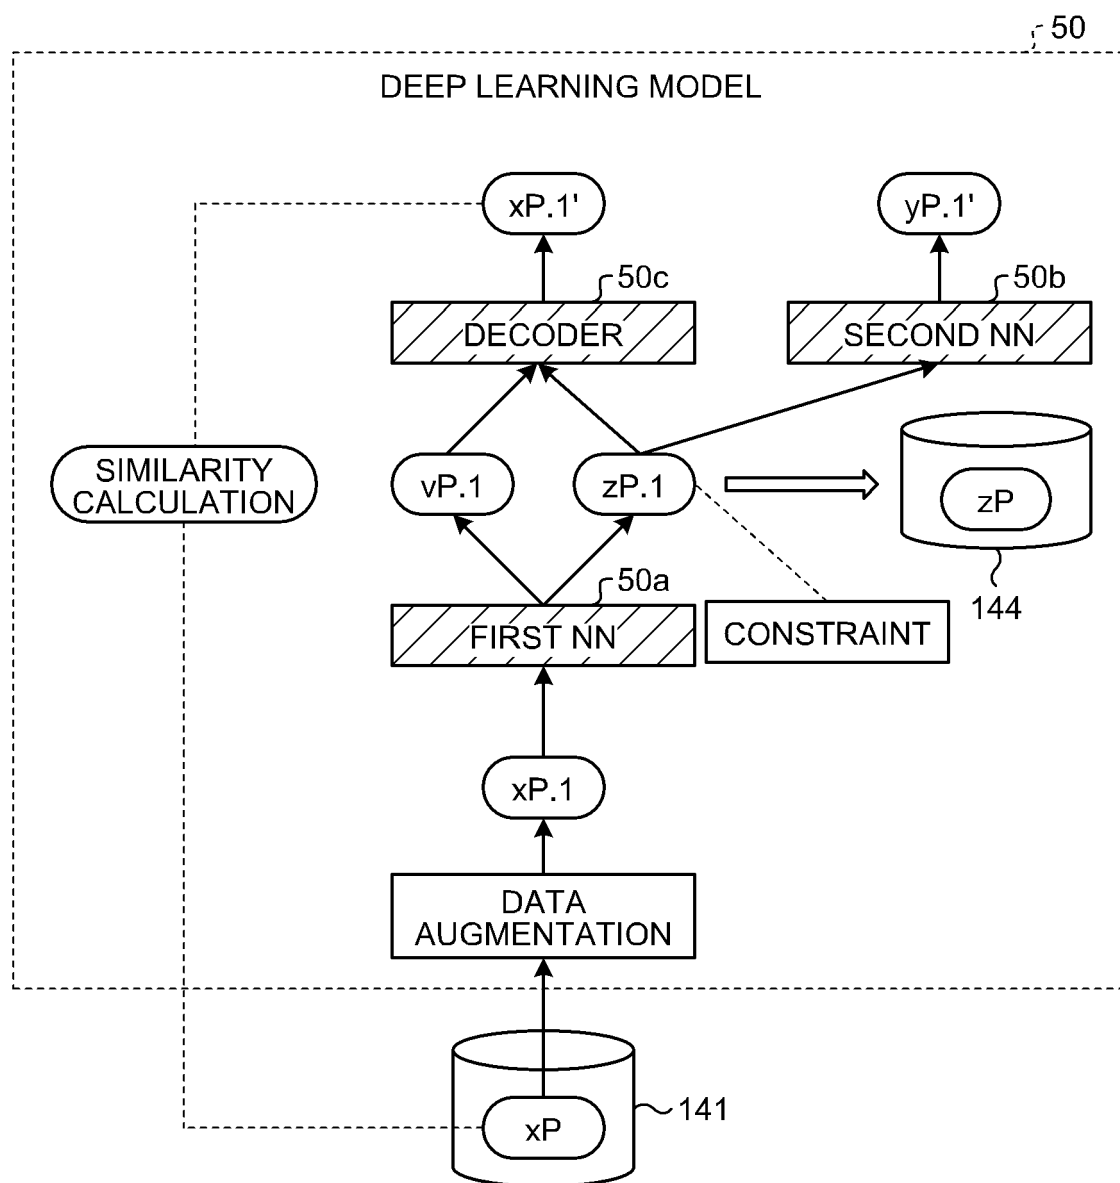 50
DEEP LEARNING MODEL
xP.1'
yP.1'
50c
50b
DECODER
SECOND NN
SIMILARITY
CALCULATION
vP.1
zP.1
zP
144
50a
FIRST NN
CONSTRAINT
xP.1
DATA
AUGMENTATION
xP
141